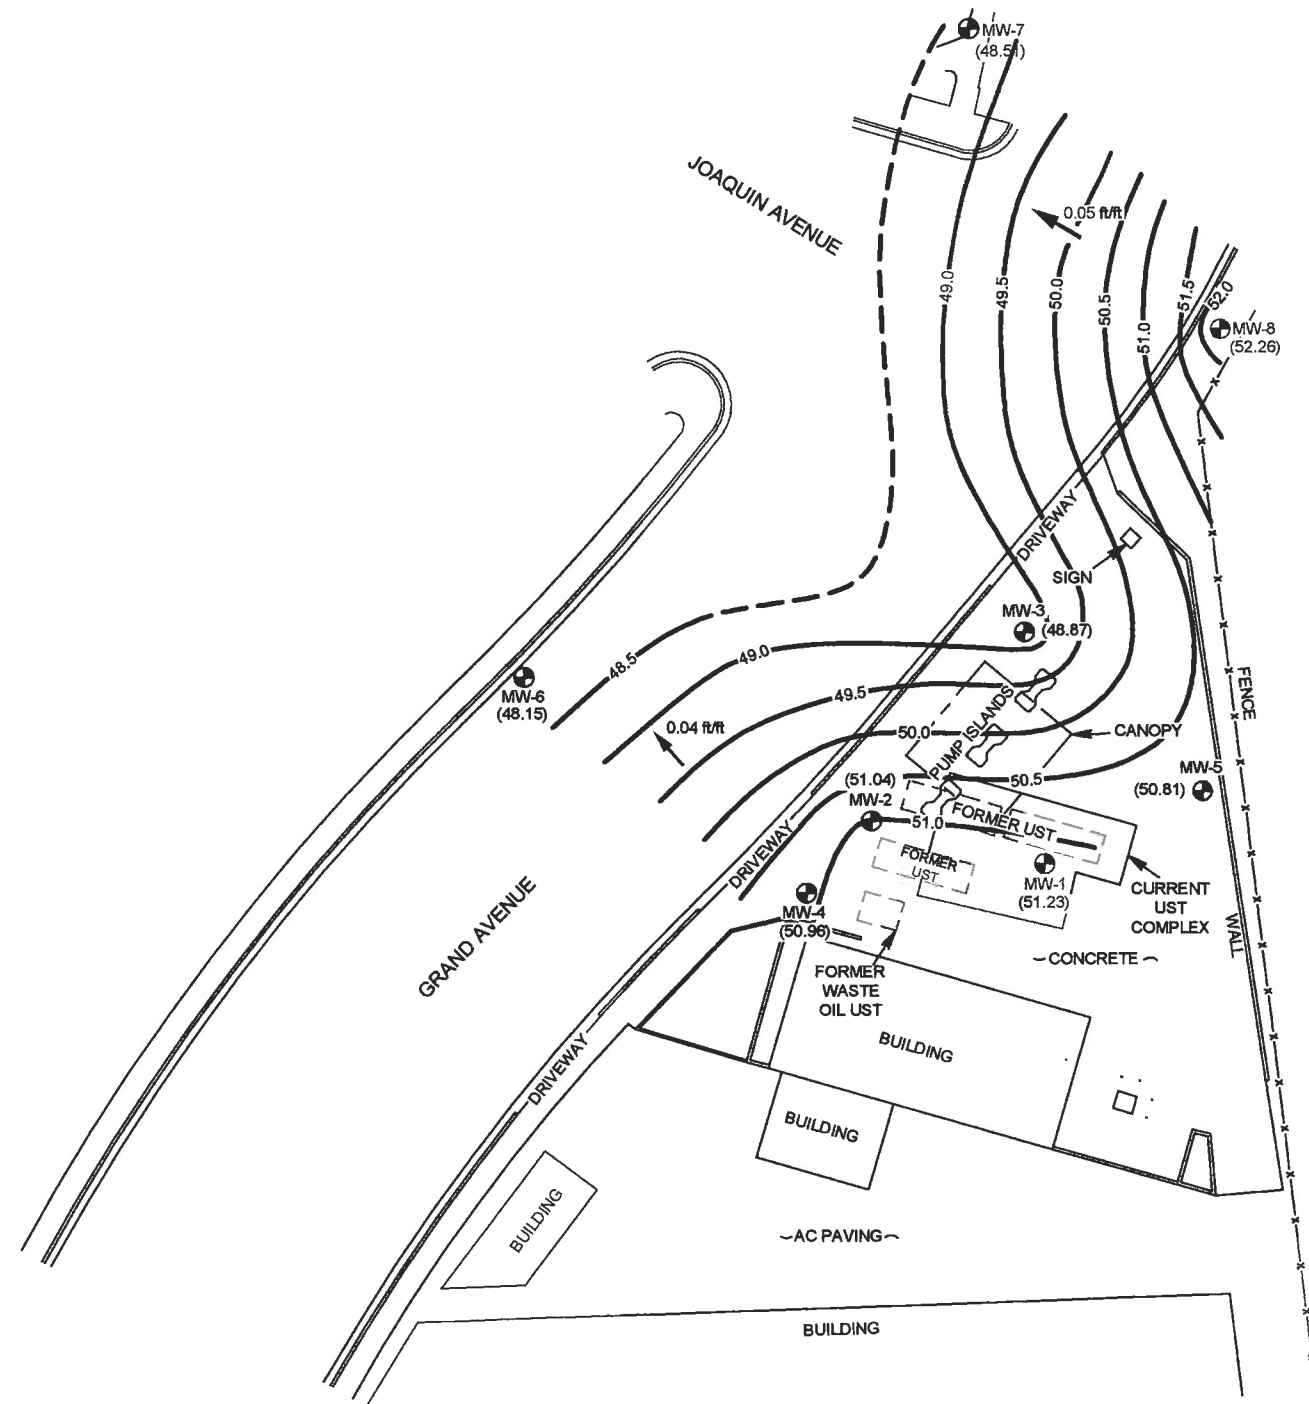 MW-7
(48.51)
JOAQUIN AVENUE
0.05 ft/ft
49.0
49.5
50.0
50.5
51.0
51.5
52.0
MW-8
(52.26)
DRIVEWAY
SIGN
MW-3
(48.87)
48.5
49.0
MW-6
(48.15)
49.5
0.04 ft/ft
50.0
PUMP ISLANDS
CANOPY
FENCE
50.5
(51.04)
MW-2
MW-5
(50.81)
51.0
FORMER UST
FORMER
UST
MW-1
(51.23)
DRIVEWAY
MW-4
(50.96)
CURRENT
UST
COMPLEX
WALL
GRAND AVENUE
CONCRETE
FORMER
WASTE
OIL UST
BUILDING
DRIVEWAY
BUILDING
BUILDING
AC PAVING
BUILDING